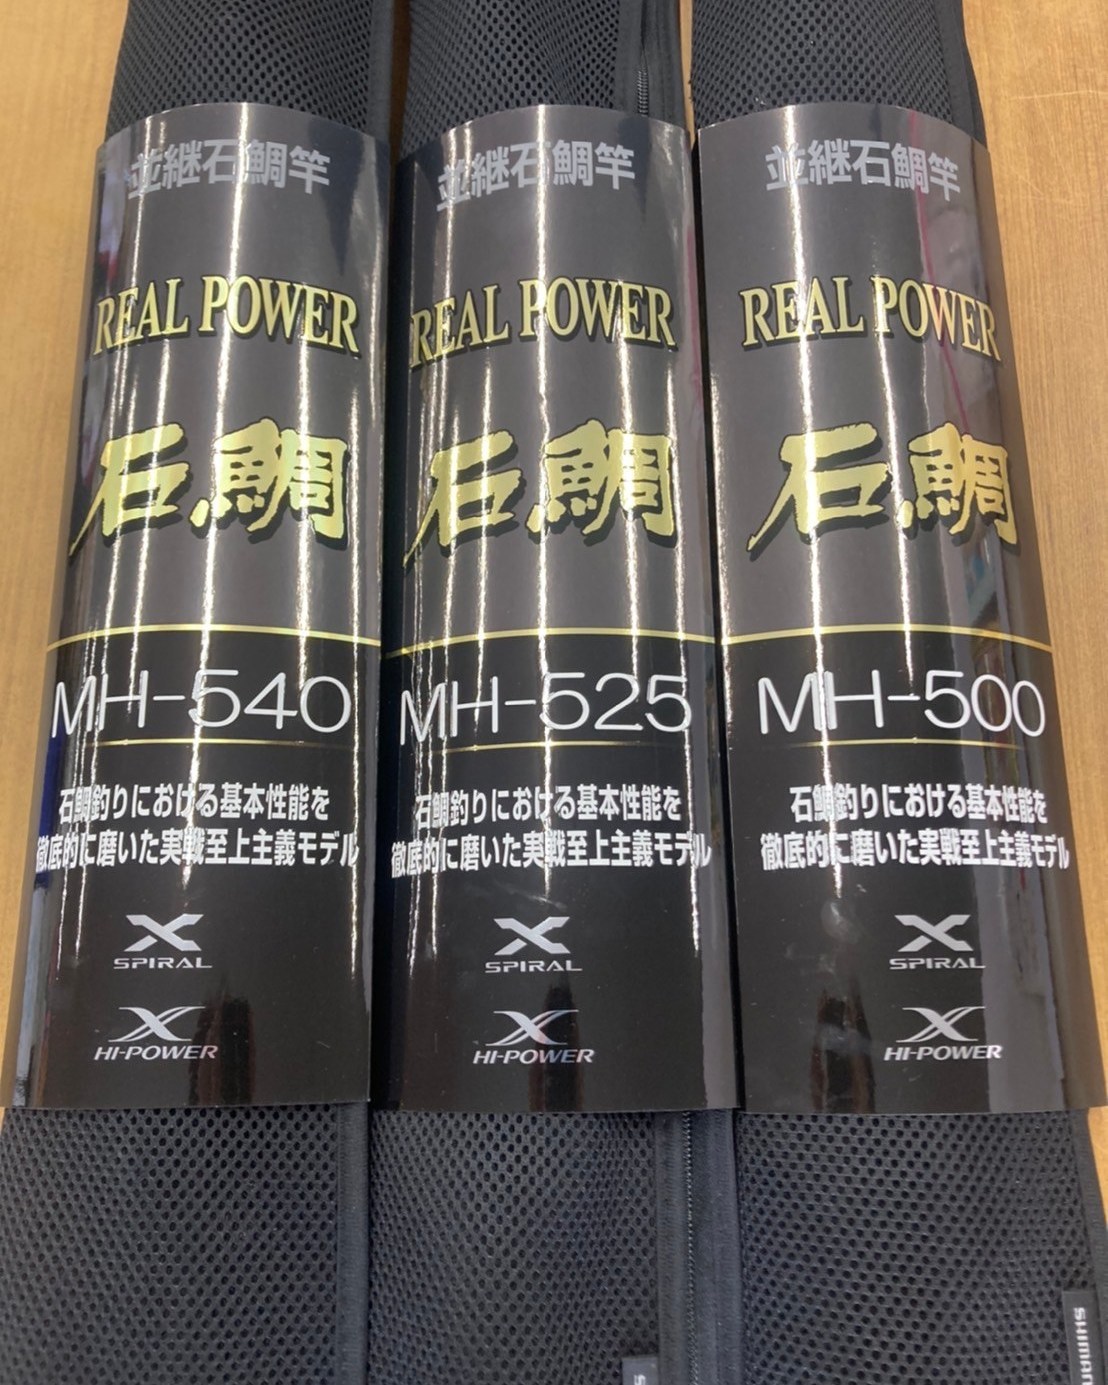 並継石鯛竿
REAL POWER
石鯛
MH-540
石鯛釣りにおける基本性能を
徹底的に磨いた実戦至上主義モデル
X
SPIRAL
X
HI-POWER
並継石鯛竿
REAL POWER
石鯛
MH-525
石鯛釣りにおける基本性能を
徹底的に磨いた実戦至上主義モデル
X
SPIRAL
X
HI-POWER
S
並継石鯛竿
REAL POWER
石鯛
MH-500
石鯛釣りにおける基本性能を
徹底的に磨いた実戦至上主義モデル
X
SPIRAL
X
HI-POWER
SHIMAN